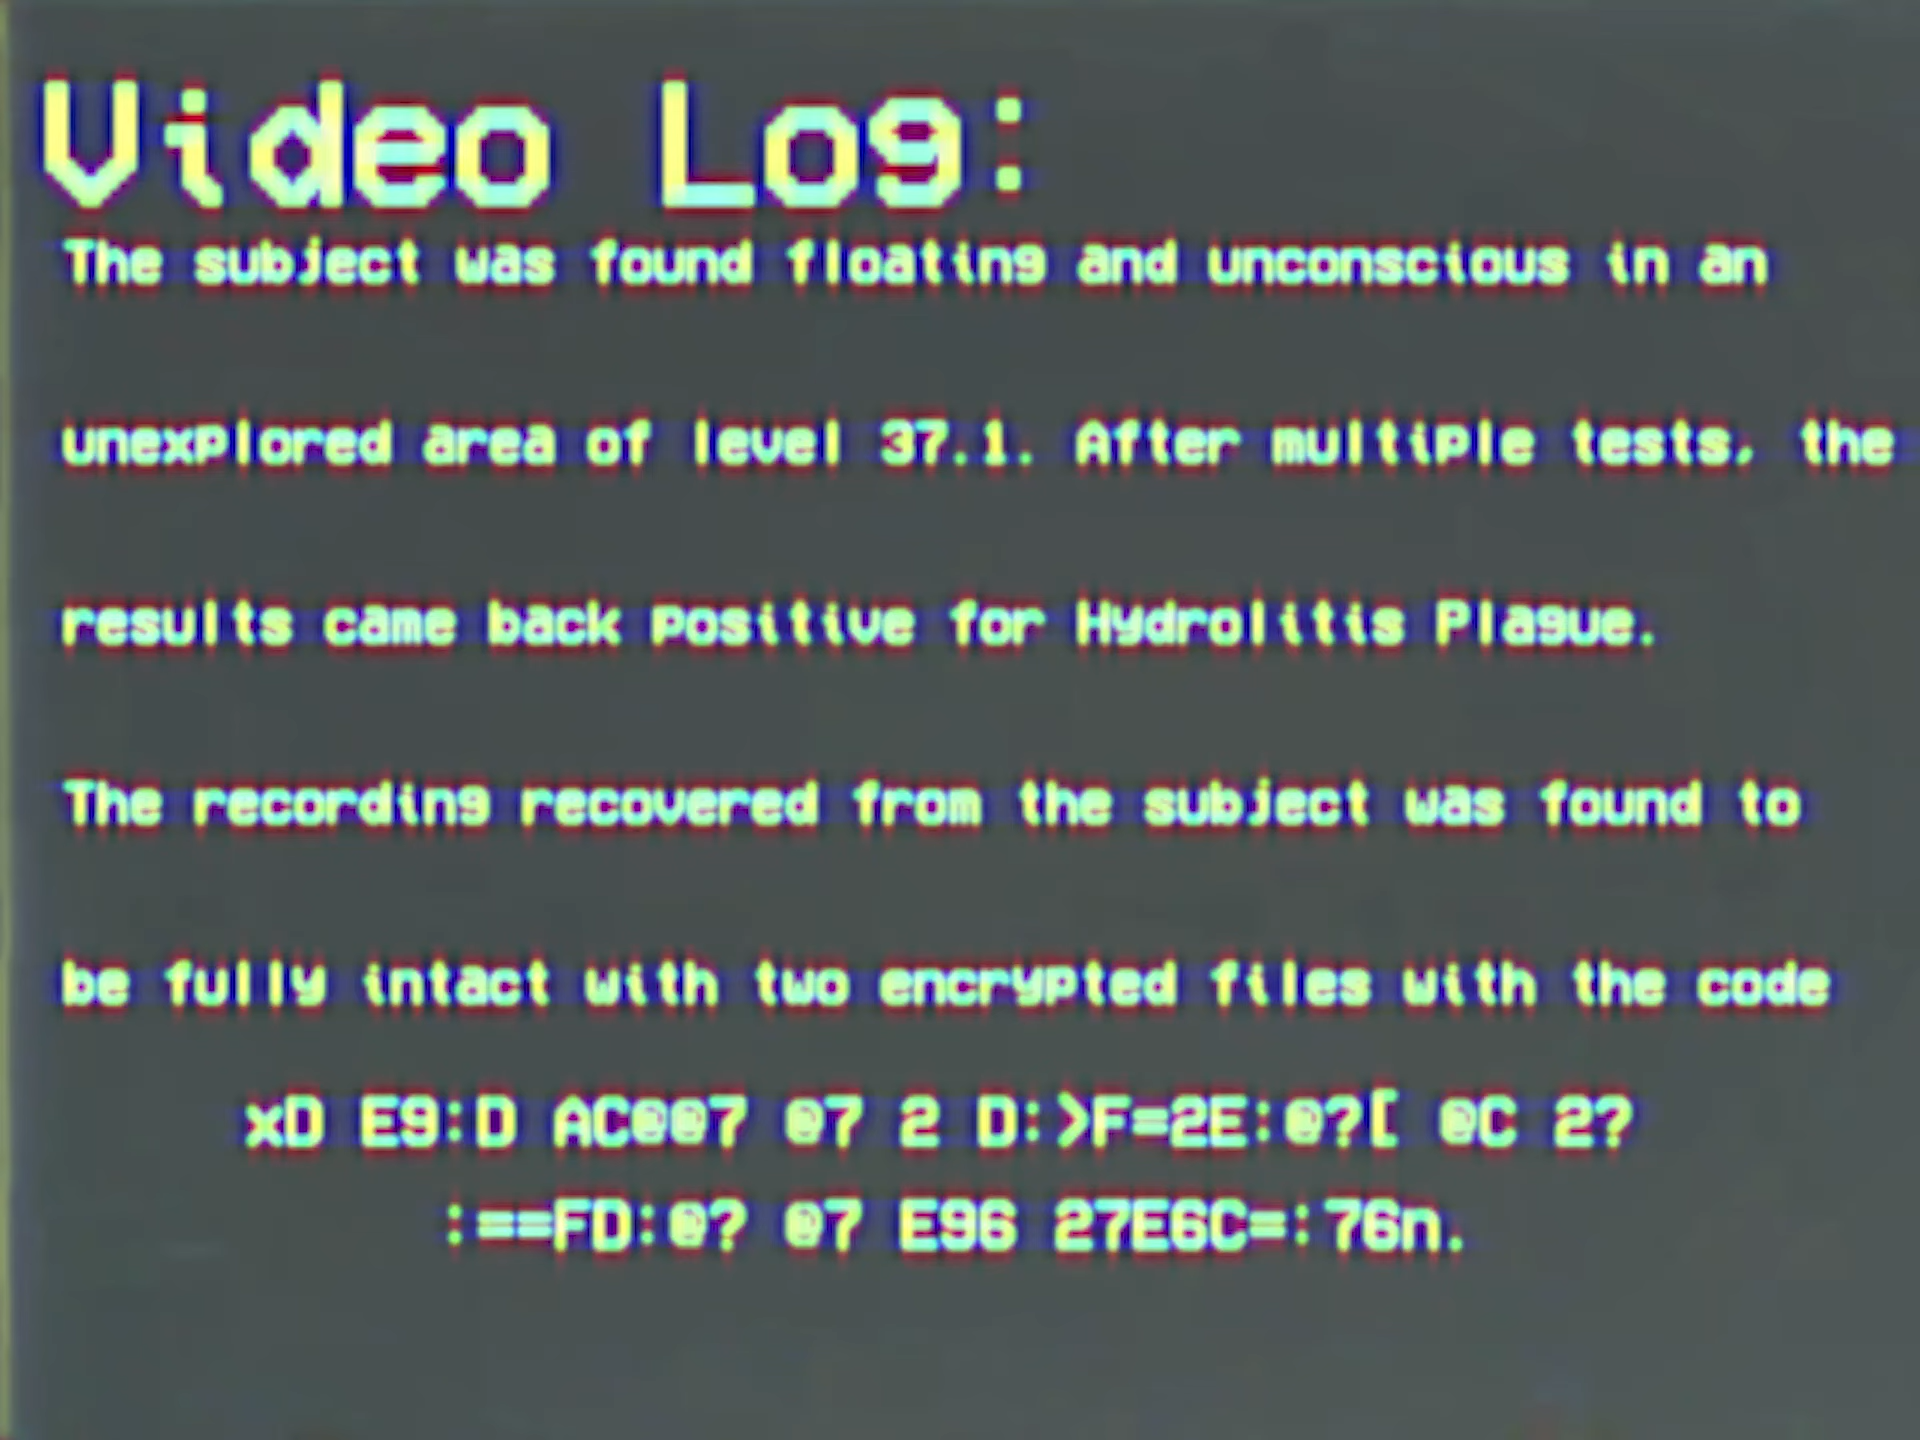 Video Log:
The subject was found floating and unconscious in an
unexplored area of level 37.1. After multiple tests, the
results came back positive for Hydrolitis Plague.
The recording recovered from the subject was found to
be fully intact with two encrypted files with the code
xD E9:D AC@@7 @7 2 D:>F=2E:@?[ @C 2?
:==FD:@? @7 E96 27E6C=:76n.